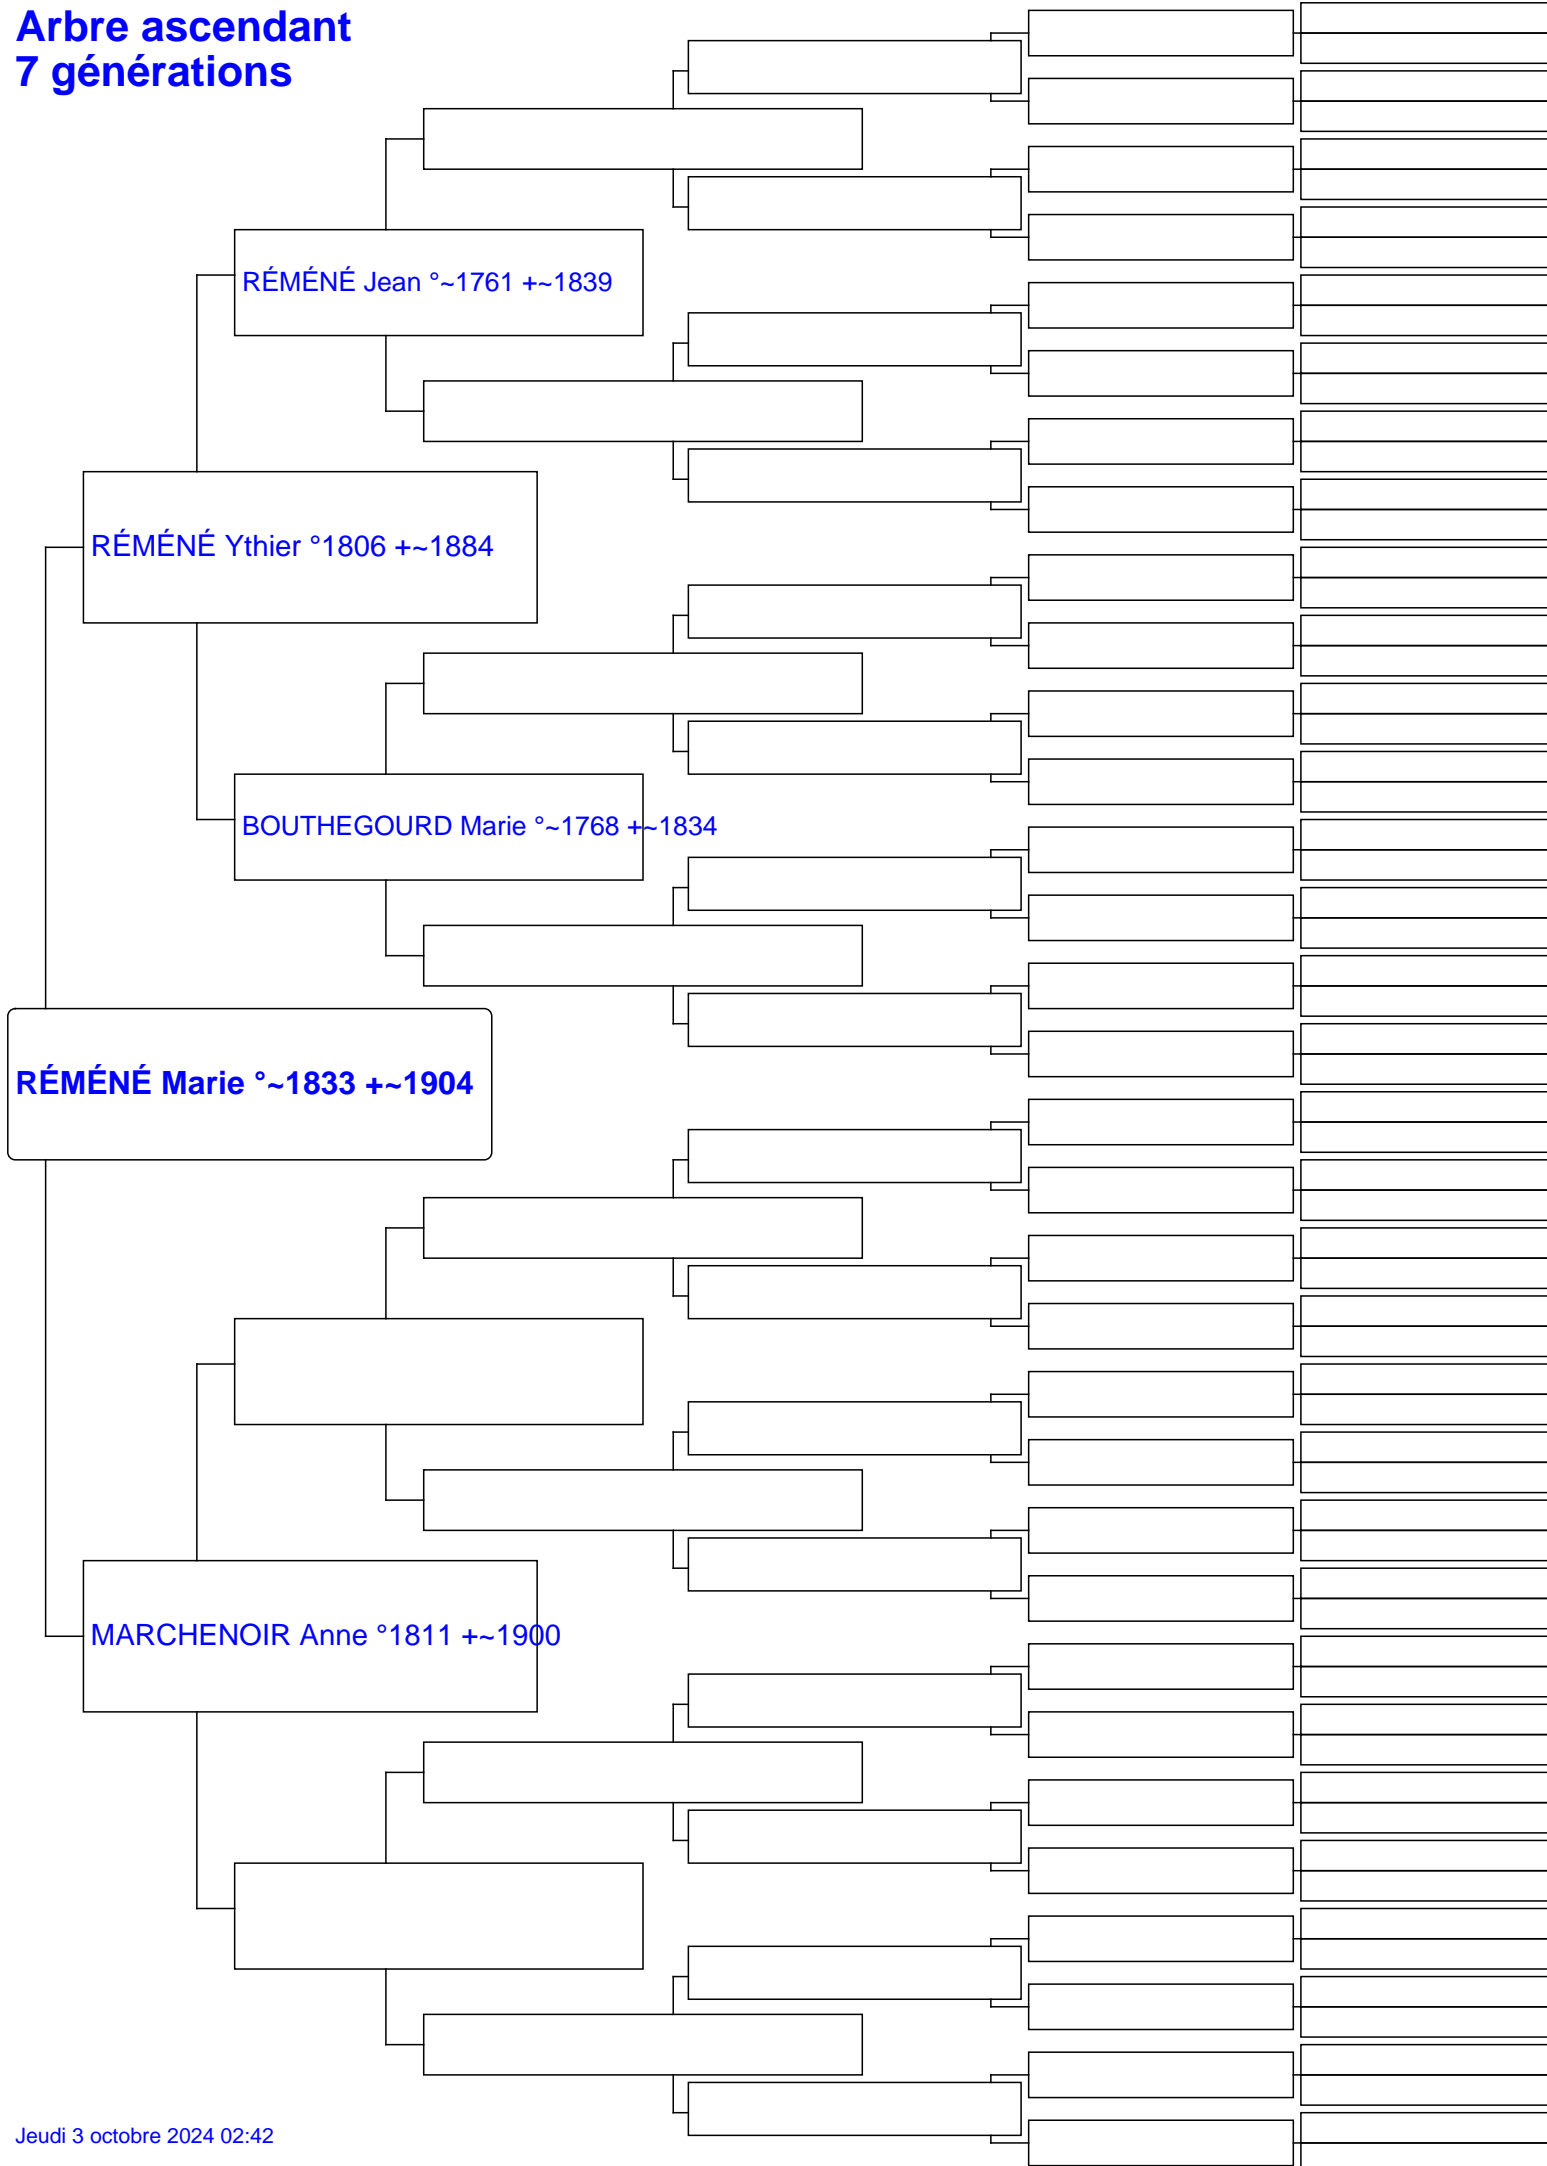 Arbre ascendant
7 générations
RÉMÉNÉ Jean °~1761 +~1839
RÉMÉNÉ Ythier °1806 +~1884
BOUTHEGOURD Marie °~1768 +~1834
RÉMÉNÉ Marie °~1833 +~1904
MARCHENOIR Anne °1811 +~1900
Jeudi 3 octobre 2024 02:42